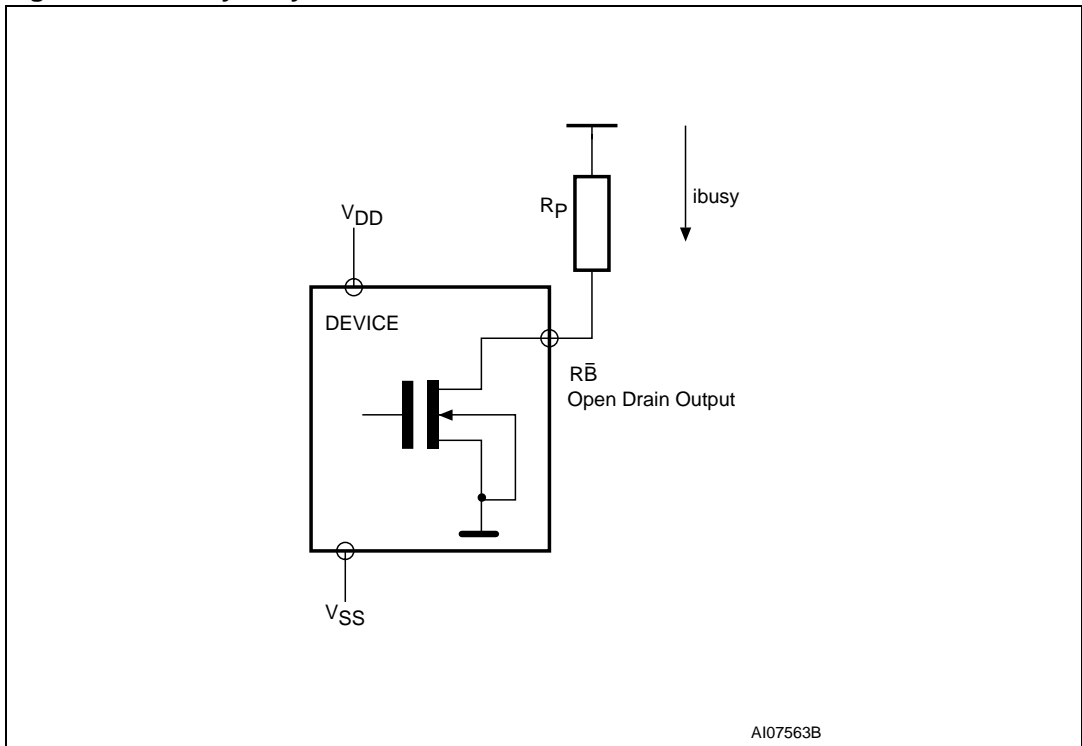 ibusy
RP
VDD
DEVICE
RB̄
Open Drain Output
VSS
AI07563B